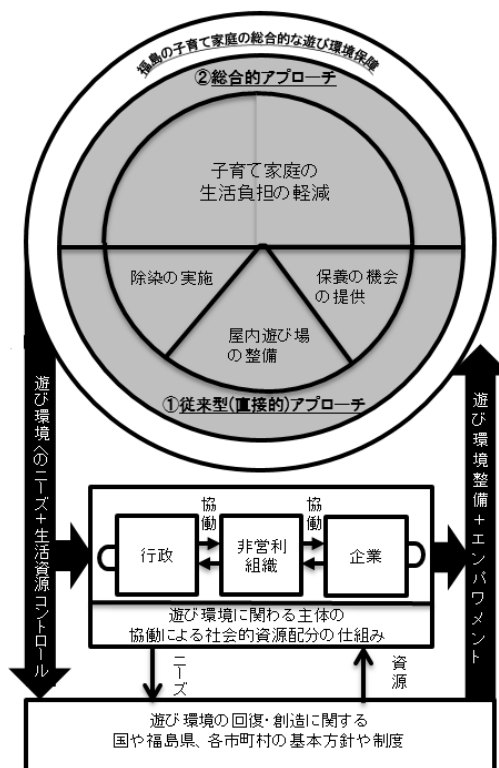 福島の子育て家庭の総合的な遊び環境保障
②総合的アプローチ
子育て家庭の
生活負担の軽減
除染の実施
保養の機会
の提供
屋内遊び場
の整備
①従来型(直接的)アプローチ
遊び環境へのニーズ+生活資源コントロール
遊び環境整備+エンパワメント
協働
協働
行政
非営利
組織
企業
遊び環境に関わる主体の
協働による社会的資源配分の仕組み
ニーズ
資源
遊び環境の回復・創造に関する
国や福島県、各市町村の基本方針や制度